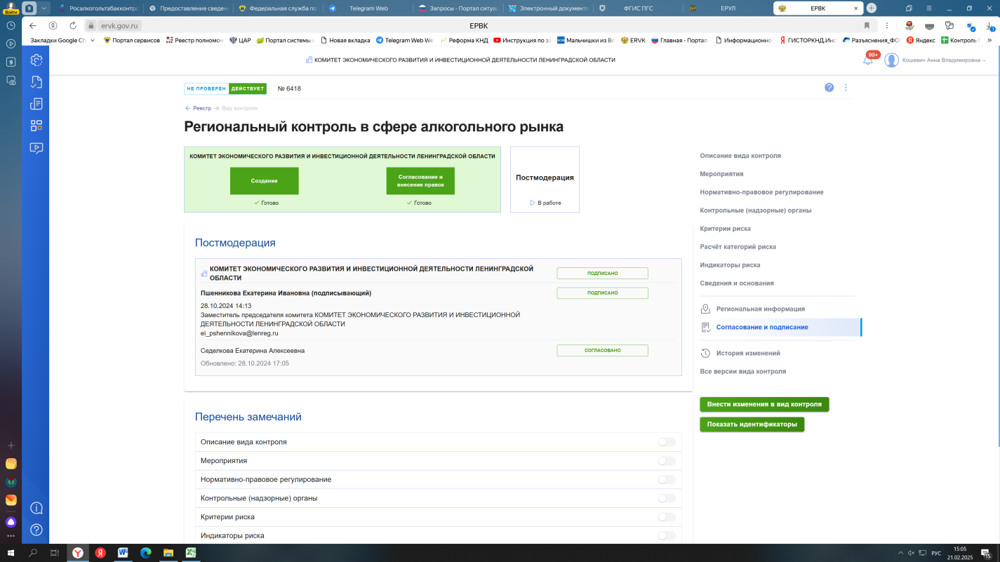 Войти
9
Росалкогольтабакконтр
Предоставление сведен
Федеральная служба по
Telegram Web
Запросы - Портал ситуа
Электронный документо
ФГИС ПГС
ЕРУЛ
ЕРВК
ervk.gov.ru
ЕРВК
Закладки Google Ch
Портал сервисов
Реестр полномоч
ЦАР
Портал системы
Новая вкладка
Telegram Web We
Реформа КНД
Инструкция по за
Мальчишки из Во
ERVK
Главная - Портал
Информационно-
ГИСТОРКНД.Инс
Разъяснения_ФО
Яндекс
Контроль
9
КОМИТЕТ ЭКОНОМИЧЕСКОГО РАЗВИТИЯ И ИНВЕСТИЦИОННОЙ ДЕЯТЕЛЬНОСТИ ЛЕНИНГРАДСКОЙ ОБЛАСТИ
99+
Кошевич Анна Владимировна
НЕ ПРОВЕРЕН ДЕЙСТВУЕТ № 6418
← Реестр → Вид контроля
Региональный контроль в сфере алкогольного рынка
КОМИТЕТ ЭКОНОМИЧЕСКОГО РАЗВИТИЯ И ИНВЕСТИЦИОННОЙ ДЕЯТЕЛЬНОСТИ ЛЕНИНГРАДСКОЙ ОБЛАСТИ
Создание
Готово
Согласование и
внесение правок
Готово
Постмодерация
В работе
Постмодерация
КОМИТЕТ ЭКОНОМИЧЕСКОГО РАЗВИТИЯ И ИНВЕСТИЦИОННОЙ ДЕЯТЕЛЬНОСТИ ЛЕНИНГРАДСКОЙ
ОБЛАСТИ
ПОДПИСАНО
Пшенникова Екатерина Ивановна (подписывающий)
ПОДПИСАНО
28.10.2024 14:13
Заместитель председателя комитета КОМИТЕТ ЭКОНОМИЧЕСКОГО РАЗВИТИЯ И ИНВЕСТИЦИОННОЙ
ДЕЯТЕЛЬНОСТИ ЛЕНИНГРАДСКОЙ ОБЛАСТИ
ei_pshennikova@lenreg.ru
Седелкова Екатерина Алексеевна
СОГЛАСОВАНО
Обновлено: 28.10.2024 17:05
Перечень замечаний
Описание вида контроля
Мероприятия
Нормативно-правовое регулирование
Контрольные (надзорные) органы
Критерии риска
Индикаторы риска
Описание вида контроля
Мероприятия
Нормативно-правовое регулирование
Контрольные (надзорные) органы
Критерии риска
Расчёт категорий риска
Индикаторы риска
Сведения и основания
Региональная информация
Согласование и подписание
История изменений
Все версии вида контроля
Внести изменения в вид контроля
Показать идентификаторы
РУС
15:05
21.02.2025
15